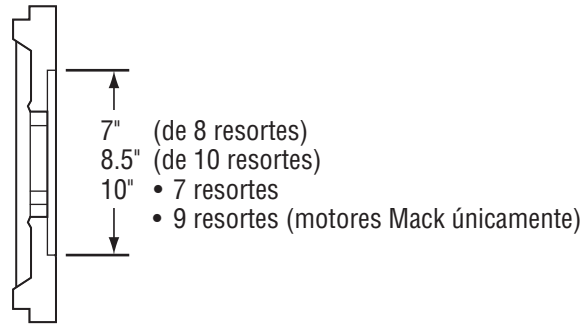 7" (de 8 resortes)
8.5" (de 10 resortes)
10" • 7 resortes
• 9 resortes (motores Mack únicamente)